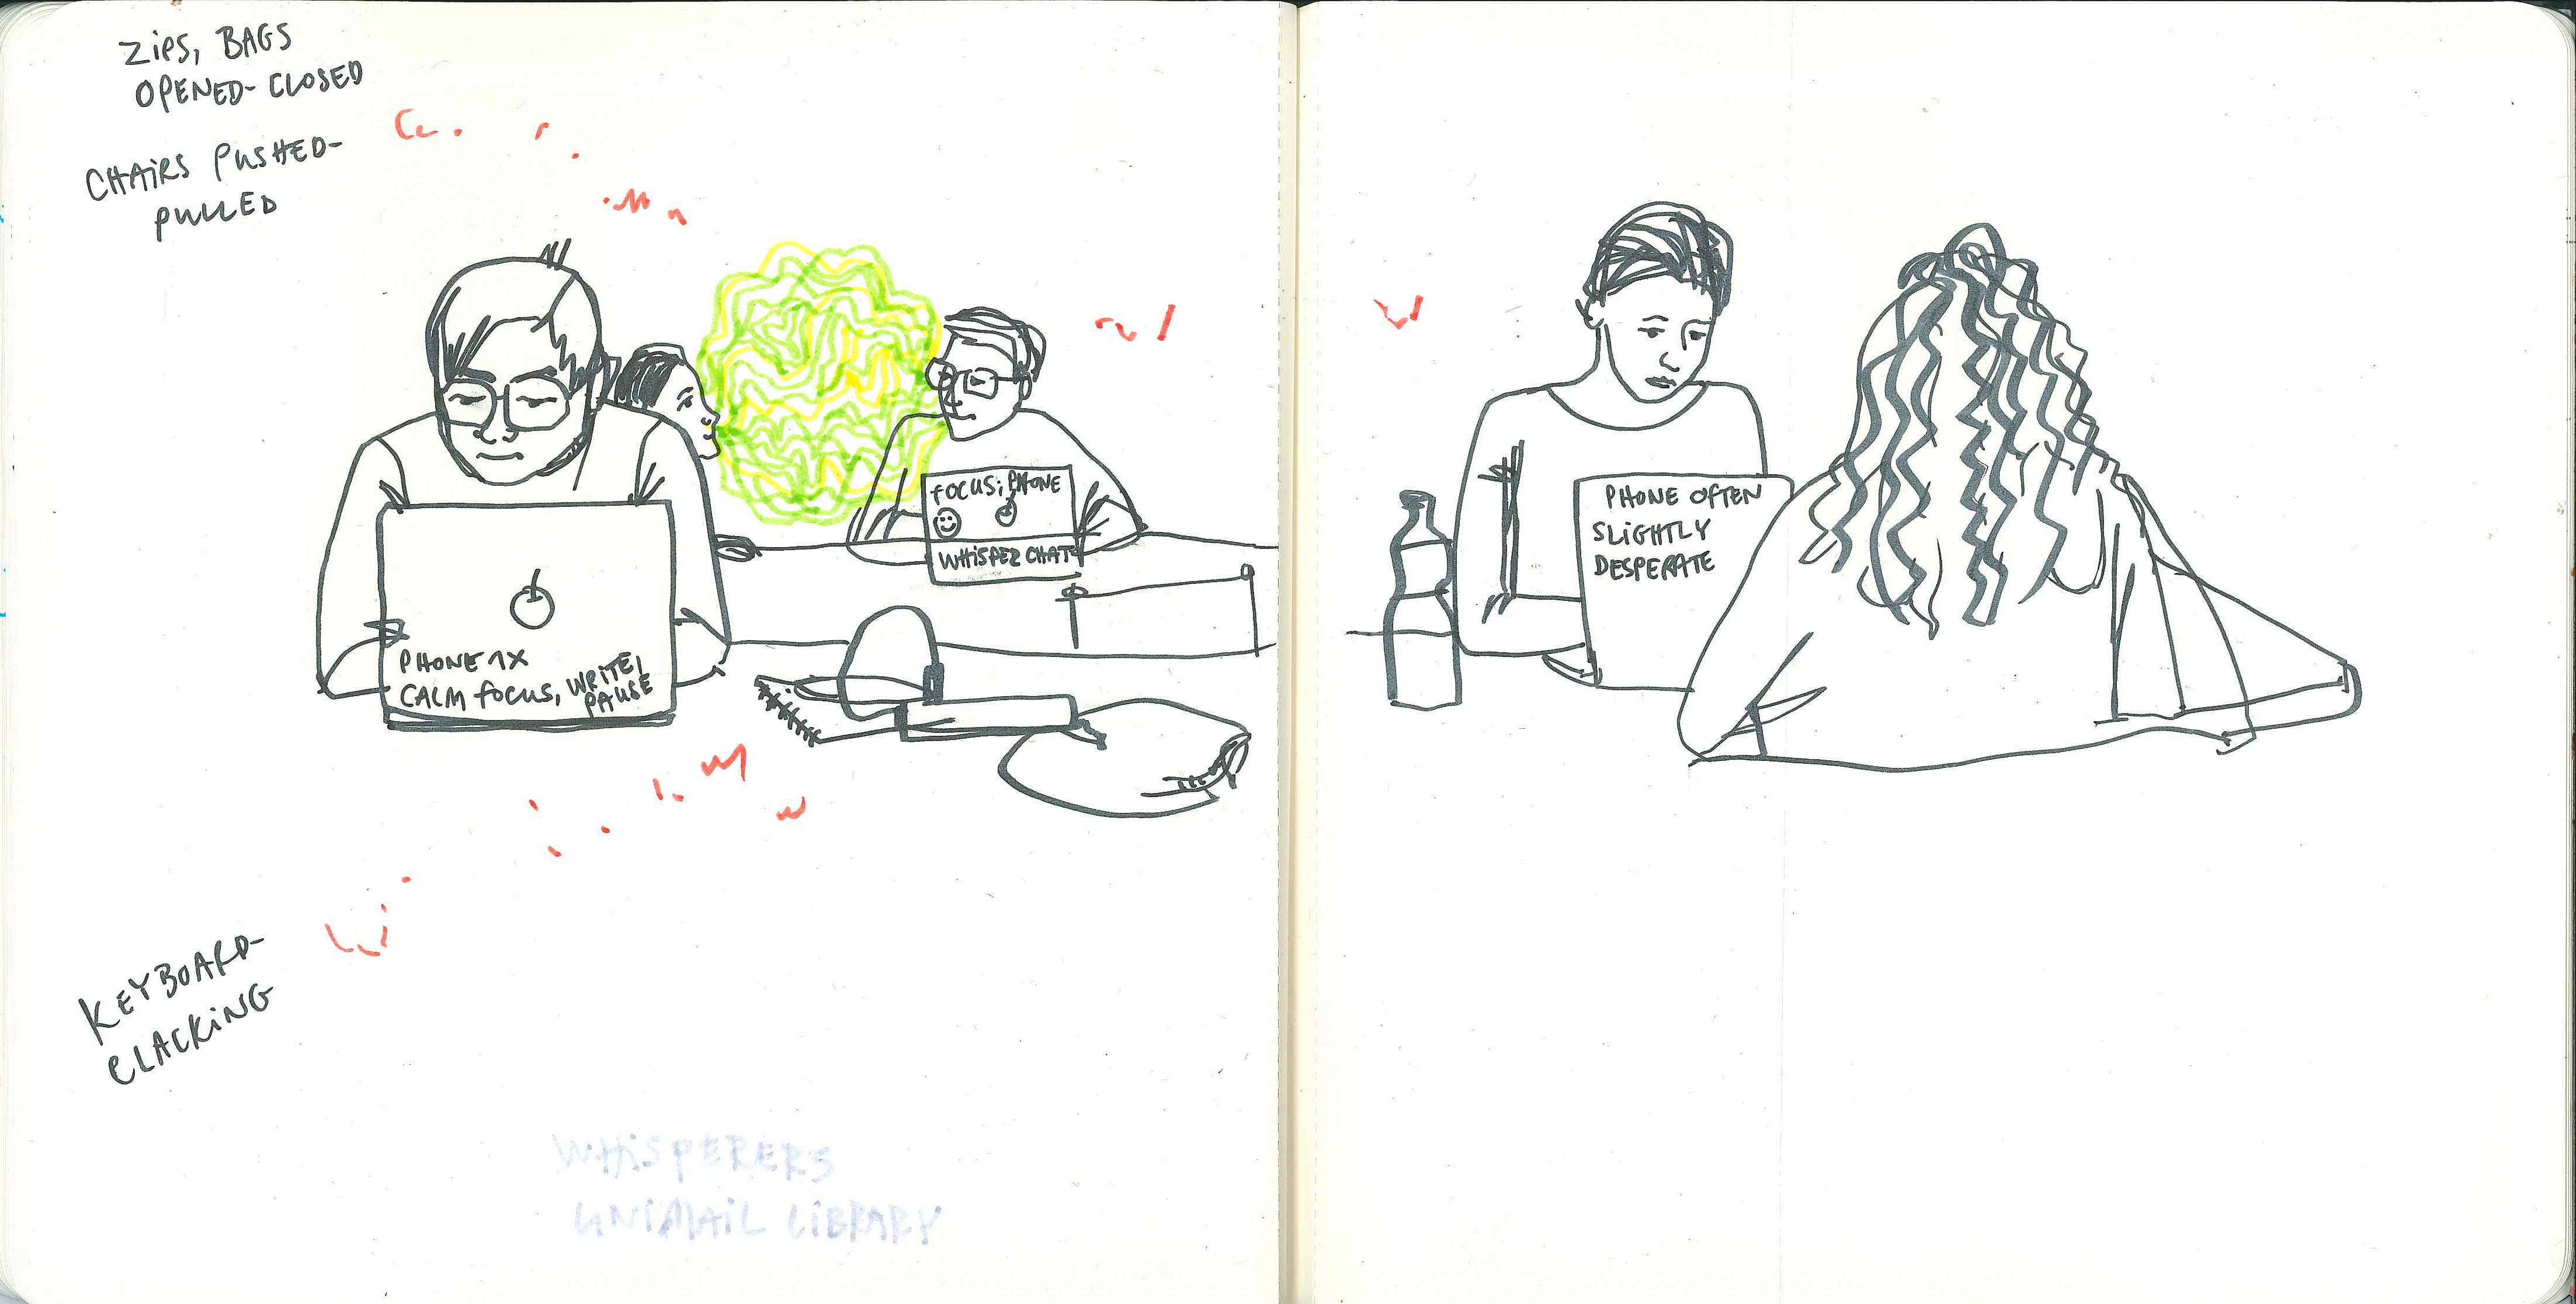 ZiPS, BAGS
OPENED- CLOSED
CHAiRS PUSHED-
PULLED
FOCUS; PHONE
WHiSPER CHAT
PHONE 1X
CALM FOCUS, WRITE/
PAUSE
KEYBOARD-
CLACKiNG
WHiSPERERS
UNiMAiL LiBRARY
PHONE OFTEN
SLiGHTLY
DESPERATE